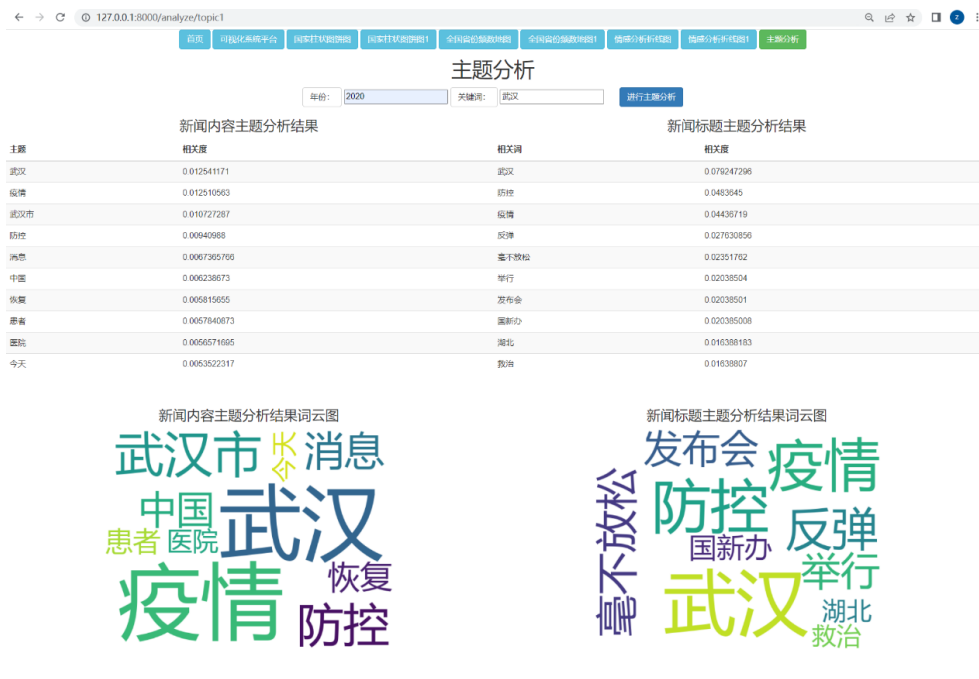 127.0.0.1:8000/analyze/topic1
首页 可视化系统平台 国家柱状图饼图 国家柱状图饼图1 全国省份频数地图 全国省份频数地图1 情感分析折线图 情感分析折线图1 主题分析
主题分析
年份： 2020 关键词： 武汉 进行主题分析
新闻内容主题分析结果 新闻标题主题分析结果
主题 相关度 相关词 相关度
武汉 0.012541171 武汉 0.079247296
疫情 0.012510563 防控 0.0483645
武汉市 0.010727287 疫情 0.04436719
防控 0.00940988 反弹 0.027630856
消息 0.0067365766 毫不放松 0.02351762
中国 0.006238673 举行 0.02038504
恢复 0.005815655 发布会 0.02038501
患者 0.0057840873 国新办 0.020385008
医院 0.0056571695 湖北 0.016388183
今天 0.0053522317 救治 0.01638807
新闻内容主题分析结果词云图 新闻标题主题分析结果词云图
武汉市 今天 消息
中国 武汉
患者 医院
疫情 恢复
防控
发布会 疫情
毫不放松 防控 反弹
国新办 举行
武汉 湖北
救治